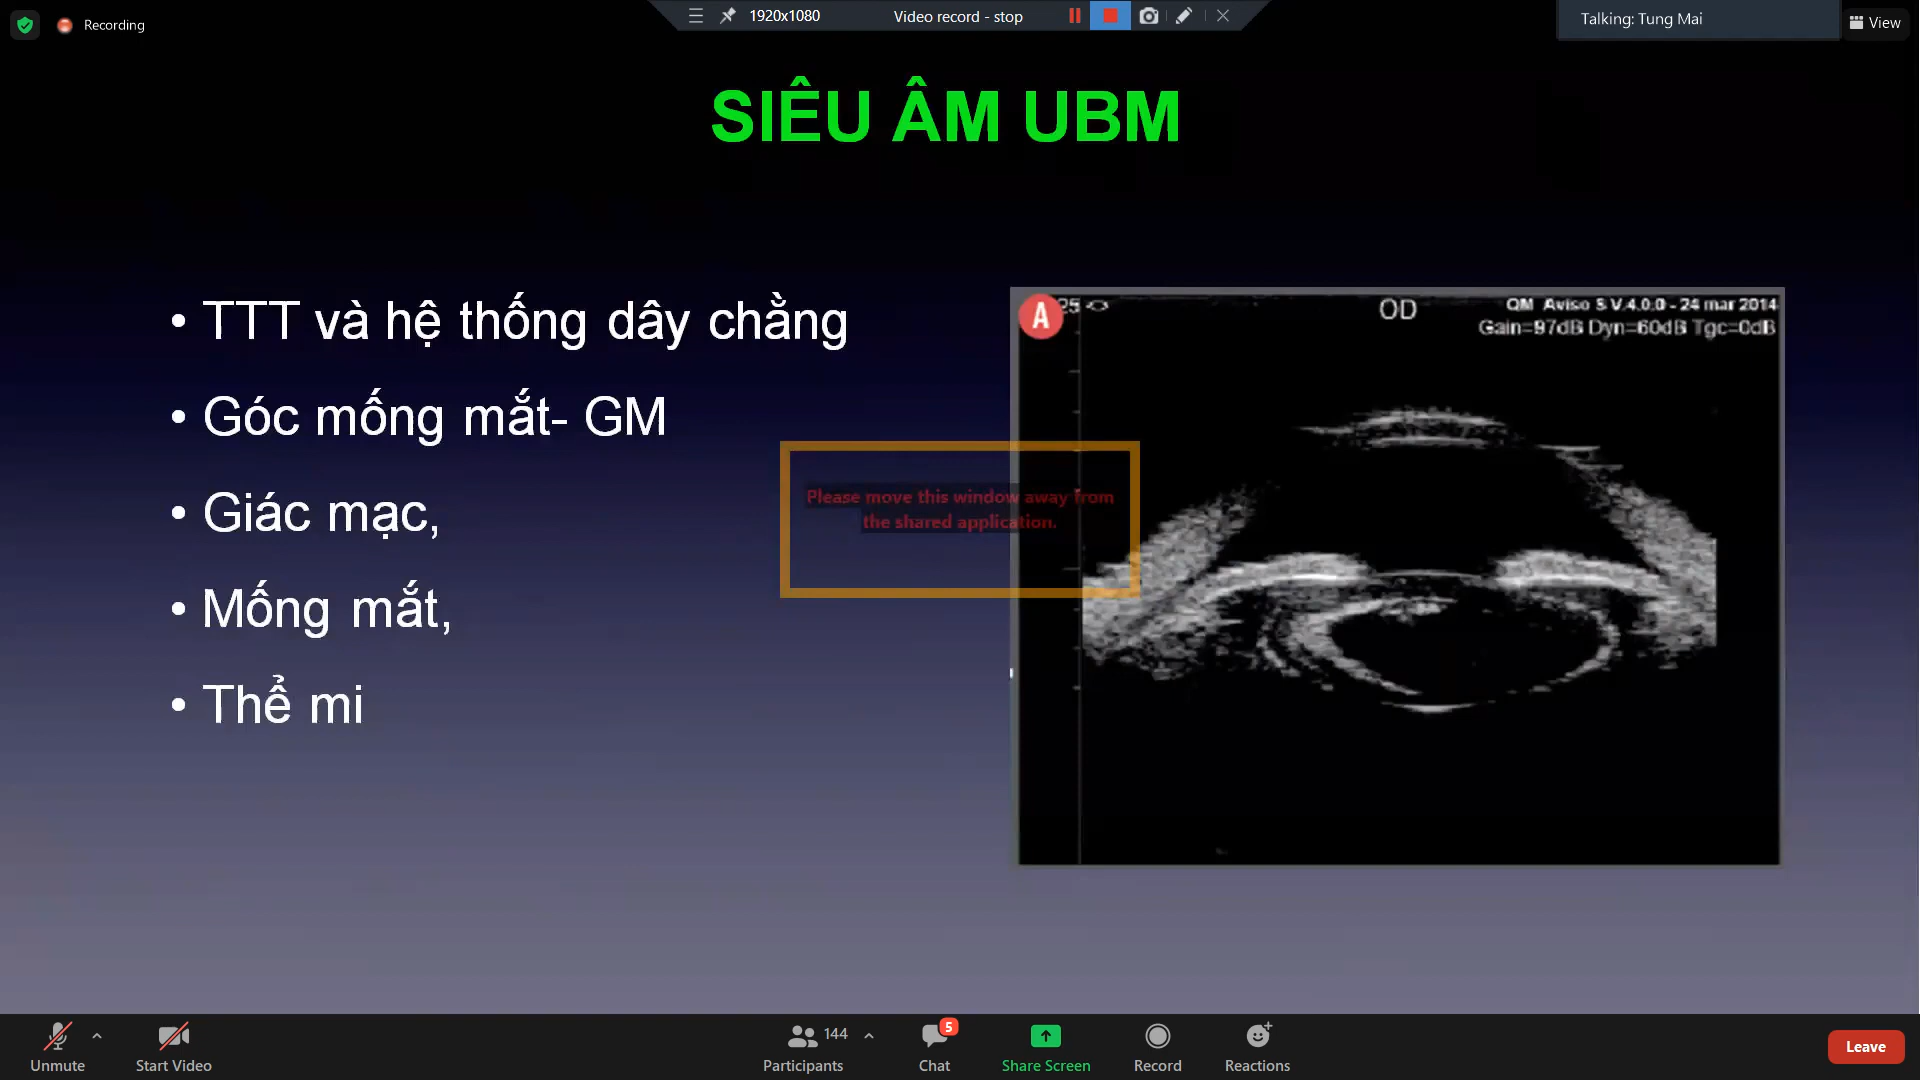 Recording
1920x1080
Video record - stop
Talking: Tung Mai
View
SIÊU ÂM UBM
• TTT và hệ thống dây chằng
• Góc mống mắt- GM
• Giác mạc,
• Mống mắt,
• Thể mi
Please move this window away from
the shared application.
A
25
OD
QM Aviso S V.4.0.0 - 24 mar 2014
Gain=97dB Dyn=60dB Tgc=0dB
Unmute
Start Video
144
Participants
5
Chat
Share Screen
Record
Reactions
Leave